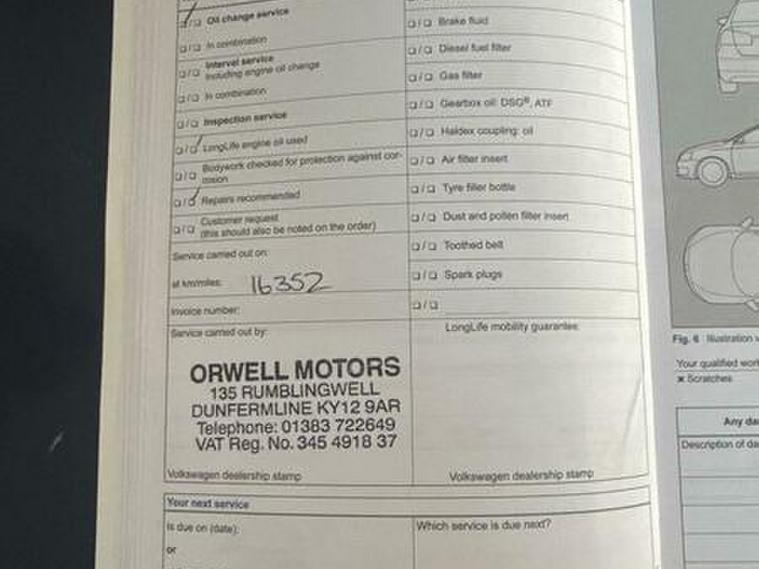 ❑/❑ Oil change service
❑/❑ In combination
❑/❑ Interval service
including engine oil change
❑/❑ In combination
❑/❑ Inspection service
❑/❑ LongLife engine oil used
❑/❑ Bodywork checked for protection against cor-
rosion
❑/❑ Repairs recommended
❑/❑ Customer request
(this should also be noted on the order)
Service carried out on:
at km/miles: 16352
Invoice number:
❑/❑ Brake fluid
❑/❑ Diesel fuel filter
❑/❑ Gas filter
❑/❑ Gearbox oil: DSG®, ATF
❑/❑ Haldex coupling: oil
❑/❑ Air filter insert
❑/❑ Tyre filler bottle
❑/❑ Dust and pollen filter insert
❑/❑ Toothed belt
❑/❑ Spark plugs
❑/❑
Service carried out by:
ORWELL MOTORS
135 RUMBLINGWELL
DUNFERMLINE KY12 9AR
Telephone: 01383 722649
VAT Reg. No. 345 4918 37
Volkswagen dealership stamp
LongLife mobility guarantee:
Volkswagen dealership stamp
Your next service
Is due on (date):
or
Which service is due next?
Fig. 6 Illustration
Your qualified
× Scratches
Any
Description of